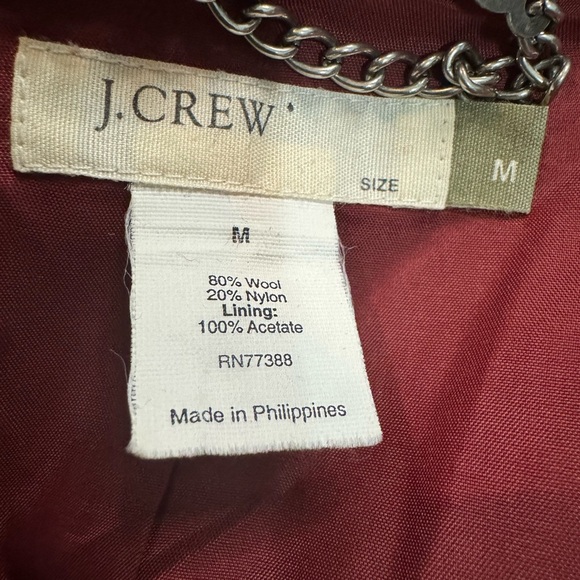 J.CREW
SIZE M
M
80% Wool
20% Nylon
Lining:
100% Acetate
RN77388
Made in Philippines